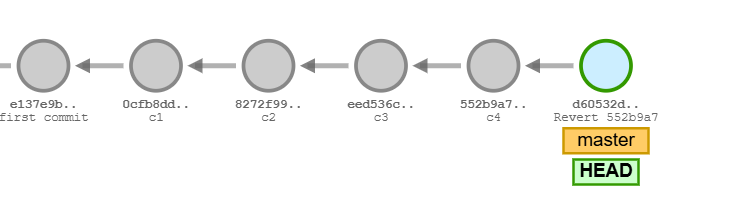 e137e9b.. 0cfb8dd.. 8272f99.. eed536c.. 552b9a7.. d60532d..
first commit c1 c2 c3 c4 Revert 552b9a7
master
HEAD